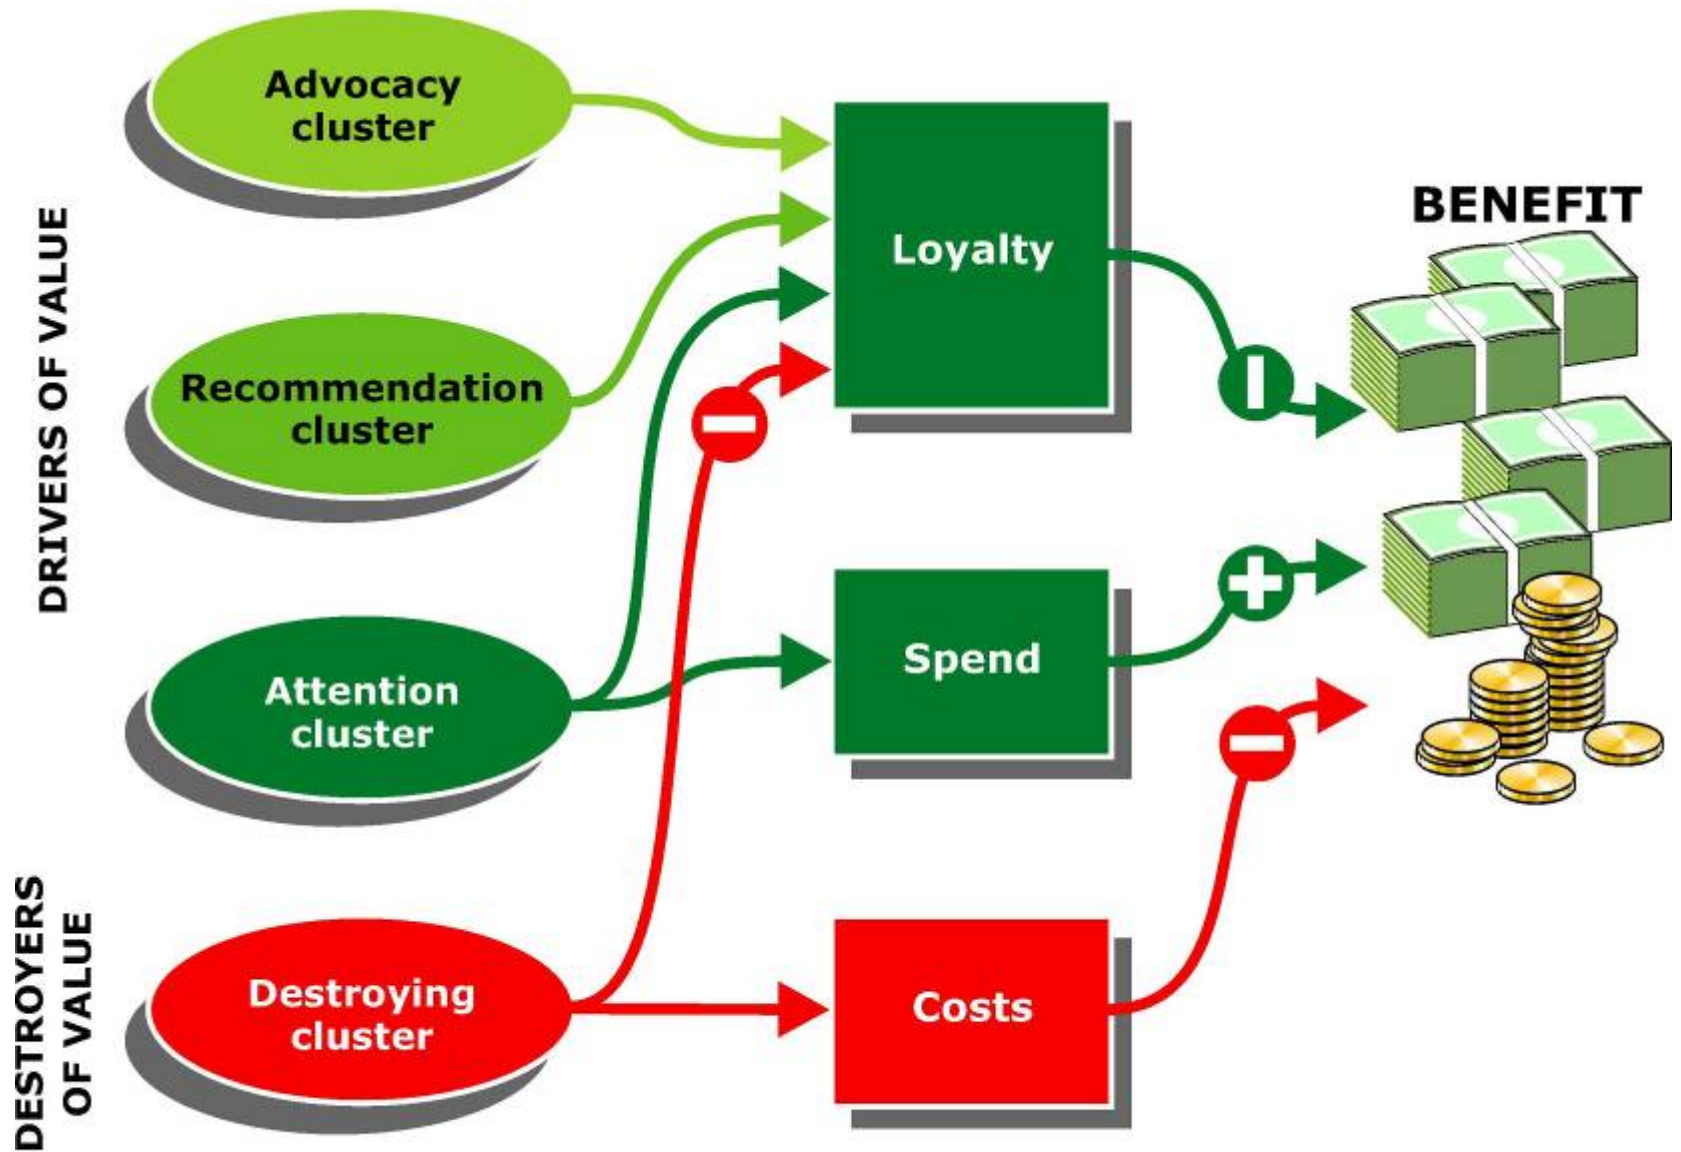 DRIVERS OF VALUE
Advocacy
cluster
Recommendation
cluster
Attention
cluster
DESTROYERS
OF VALUE
Destroying
cluster
Loyalty
Spend
Costs
BENEFIT